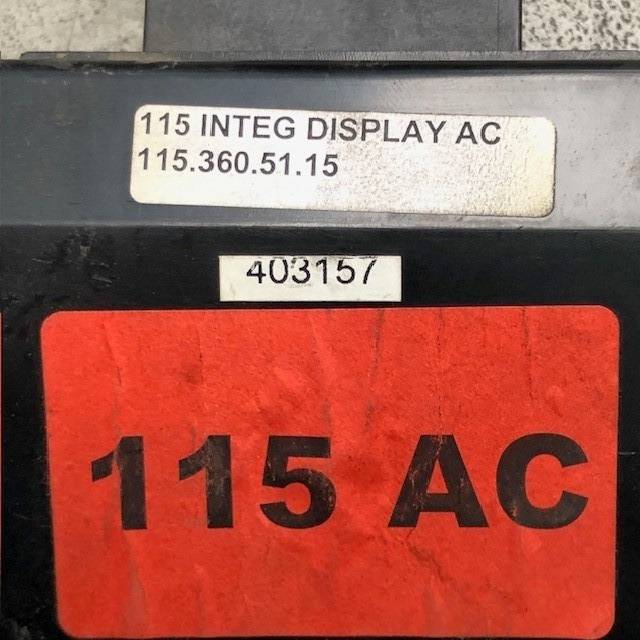 115 INTEG DISPLAY AC
115.360.51.15
403157
115 AC